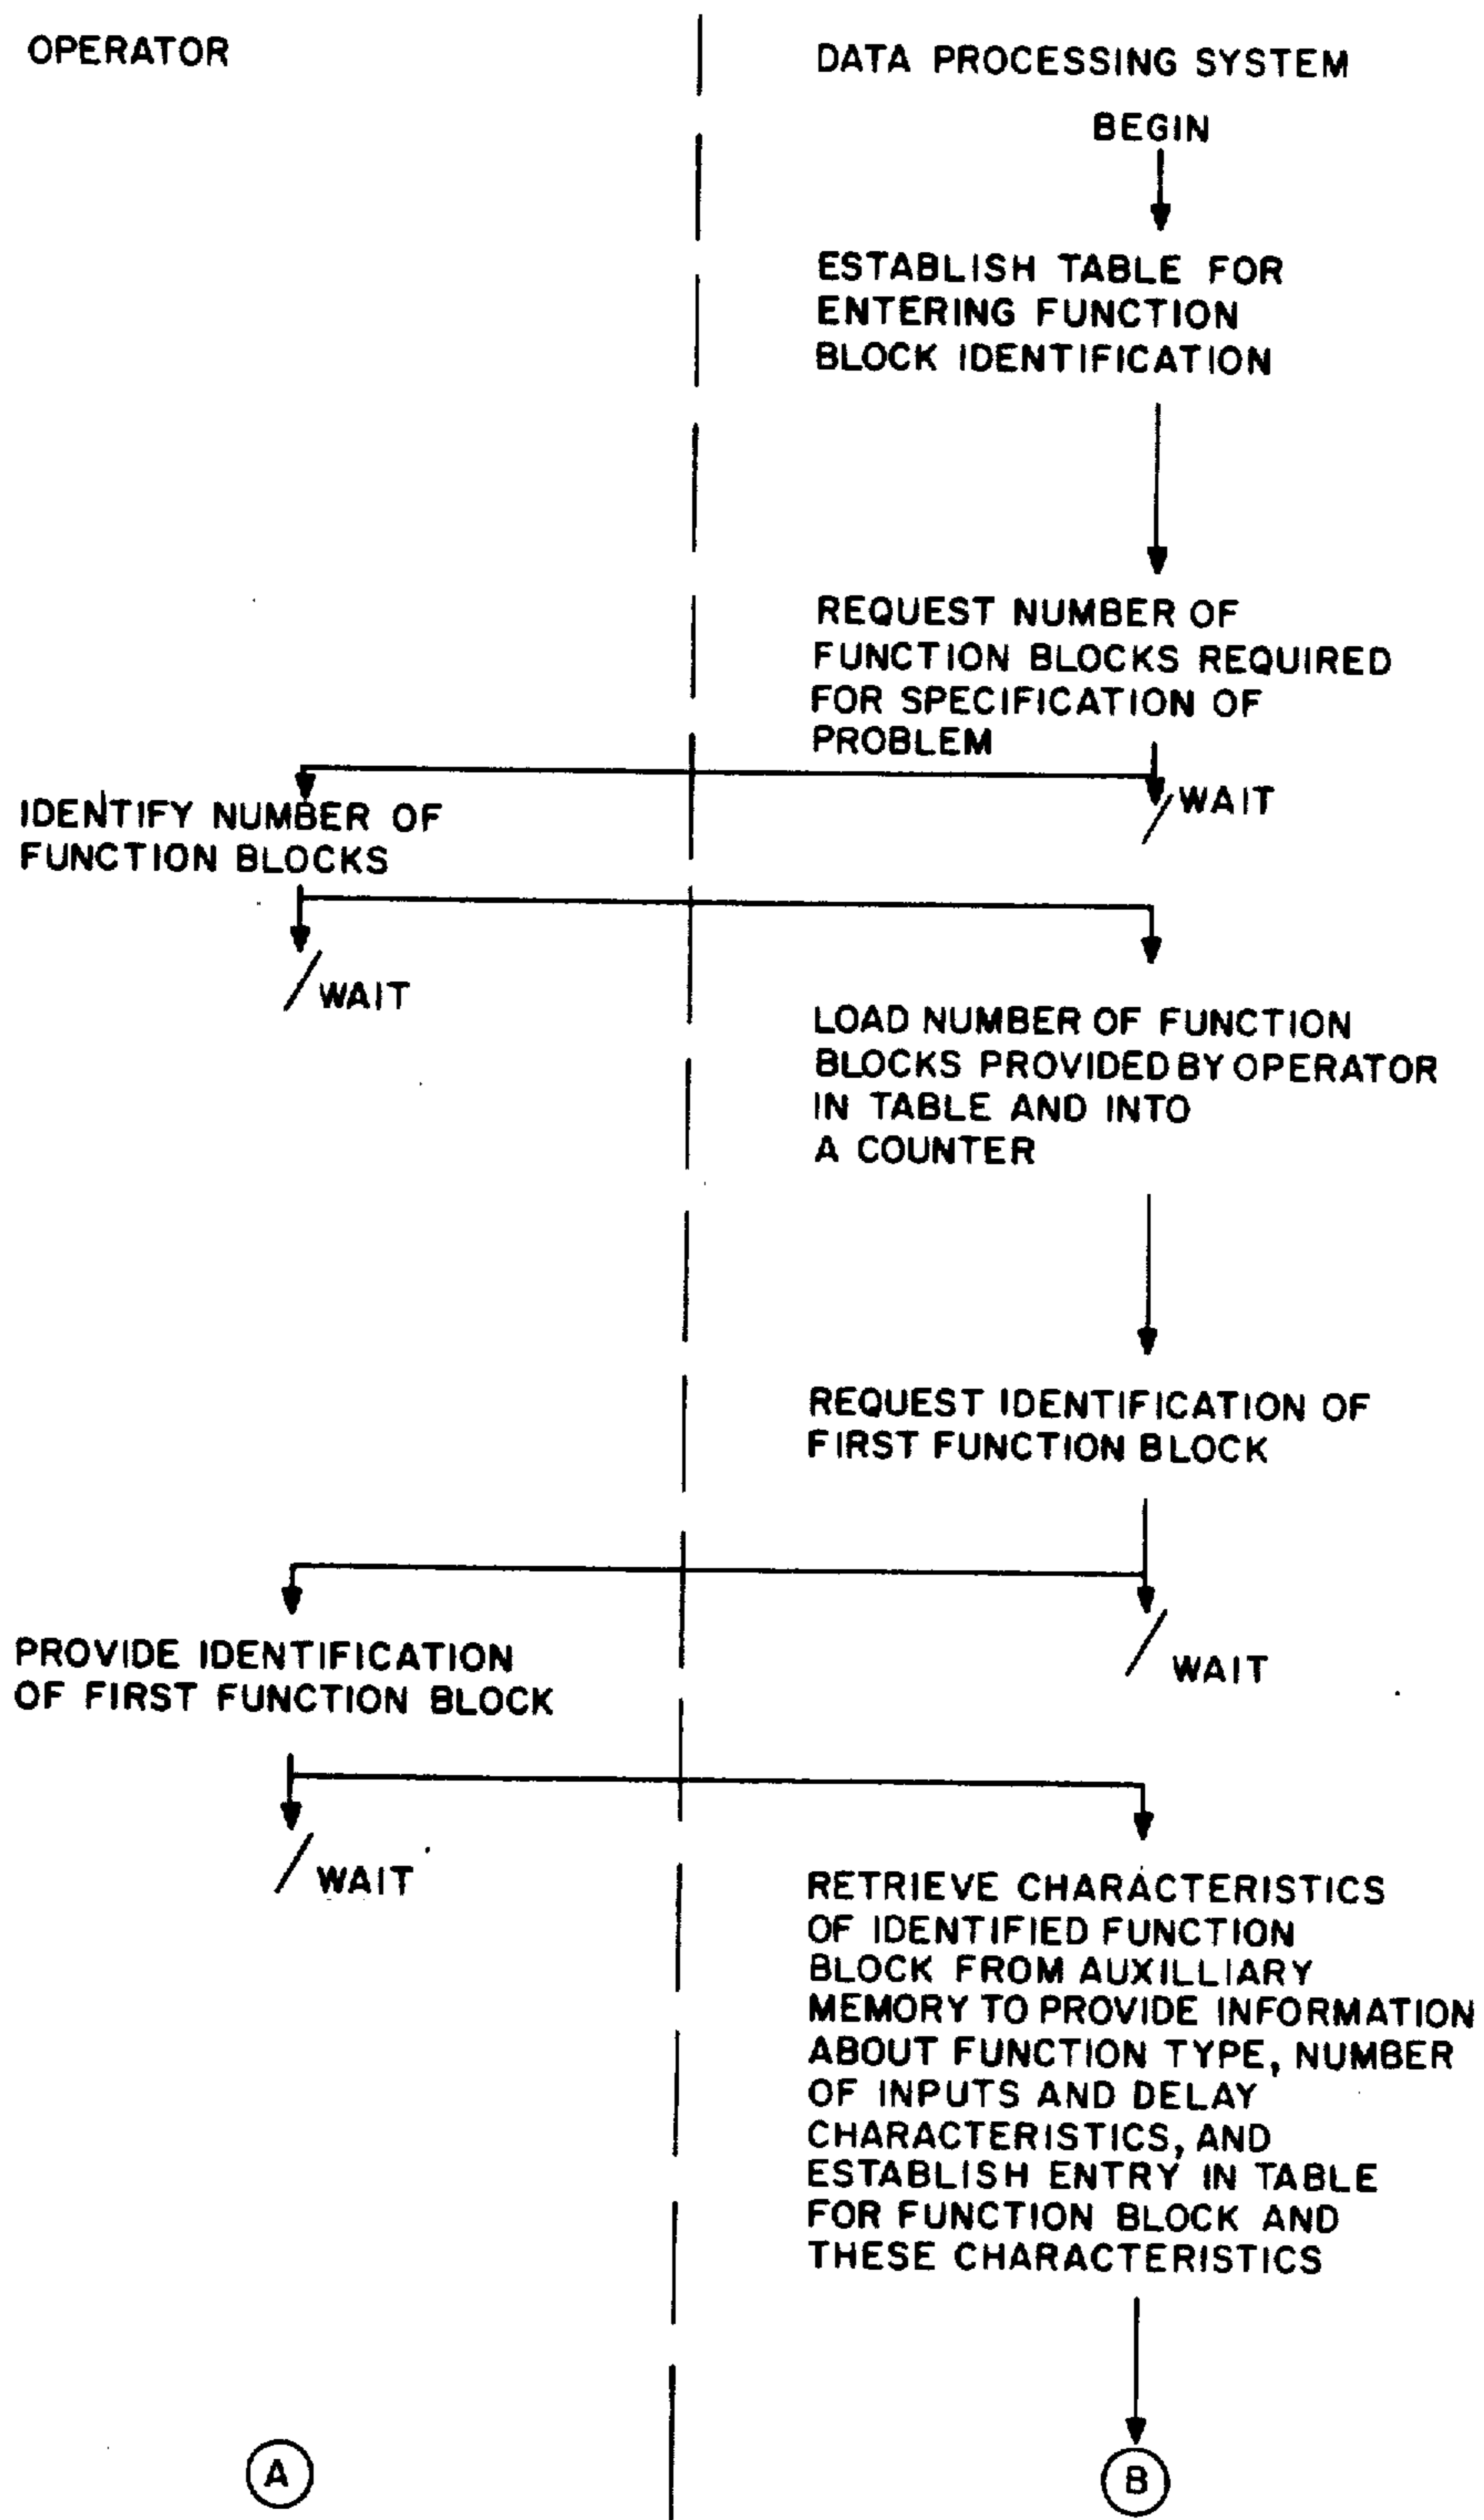 OPERATOR
DATA PROCESSING SYSTEM
BEGIN
ESTABLISH TABLE FOR
ENTERING FUNCTION
BLOCK IDENTIFICATION
REQUEST NUMBER OF
FUNCTION BLOCKS REQUIRED
FOR SPECIFICATION OF
PROBLEM
WAIT
IDENTIFY NUMBER OF
FUNCTION BLOCKS
WAIT
LOAD NUMBER OF FUNCTION
BLOCKS PROVIDED BY OPERATOR
IN TABLE AND INTO
A COUNTER
REQUEST IDENTIFICATION OF
FIRST FUNCTION BLOCK
PROVIDE IDENTIFICATION
OF FIRST FUNCTION BLOCK
WAIT
WAIT
RETRIEVE CHARACTERISTICS
OF IDENTIFIED FUNCTION
BLOCK FROM AUXILLIARY
MEMORY TO PROVIDE INFORMATION
ABOUT FUNCTION TYPE, NUMBER
OF INPUTS AND DELAY
CHARACTERISTICS, AND
ESTABLISH ENTRY IN TABLE
FOR FUNCTION BLOCK AND
THESE CHARACTERISTICS
A
B